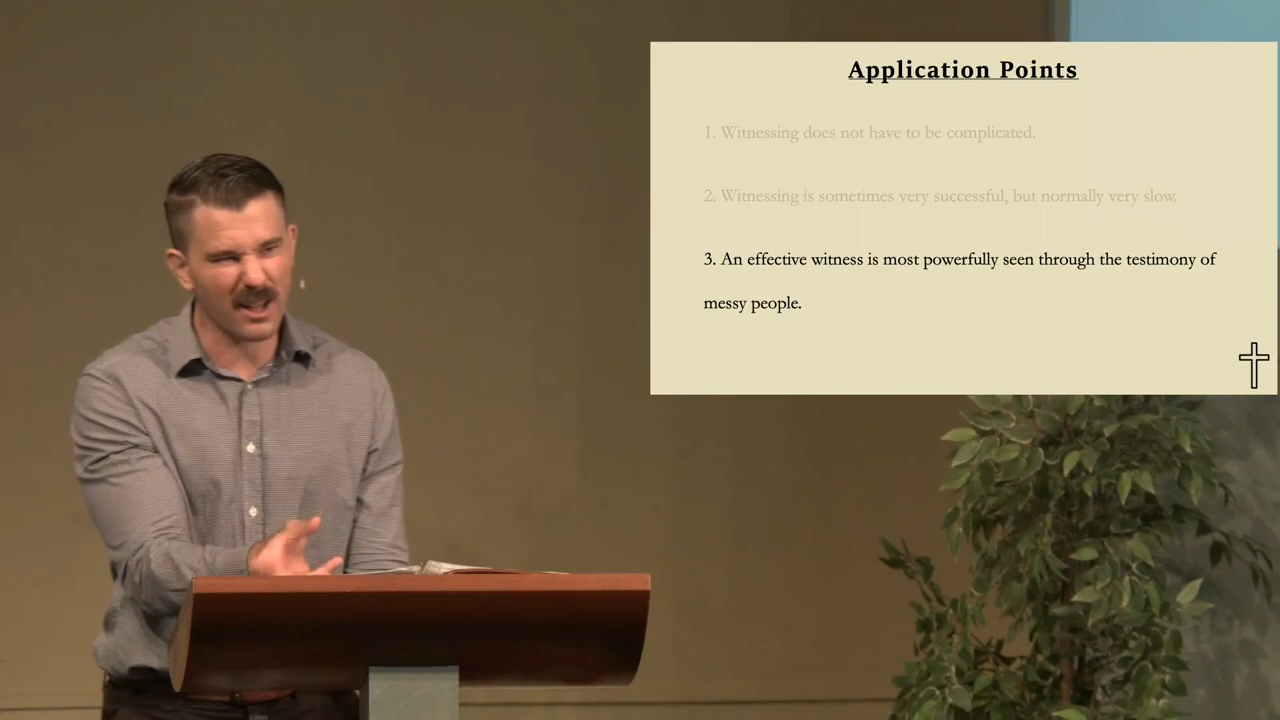 Application Points
1. Witnessing does not have to be complicated.
2. Witnessing is sometimes very successful, but normally very slow.
3. An effective witness is most powerfully seen through the testimony of
messy people.